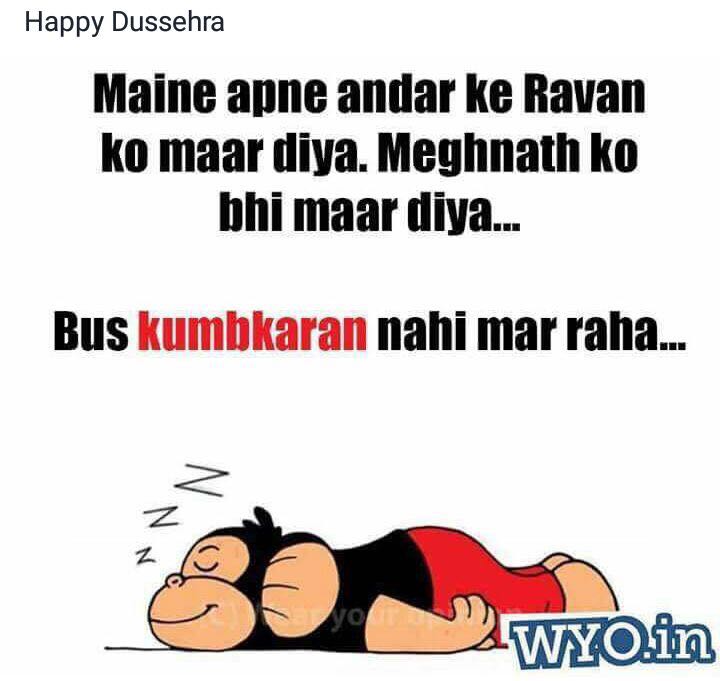 Happy Dussehra
Maine apne andar ke Ravan
ko maar diya. Meghnath ko
bhi maar diya...
Bus kumbkaran nahi mar raha...
Z
Z
Z
(C) Wear your opinion
WYO.in